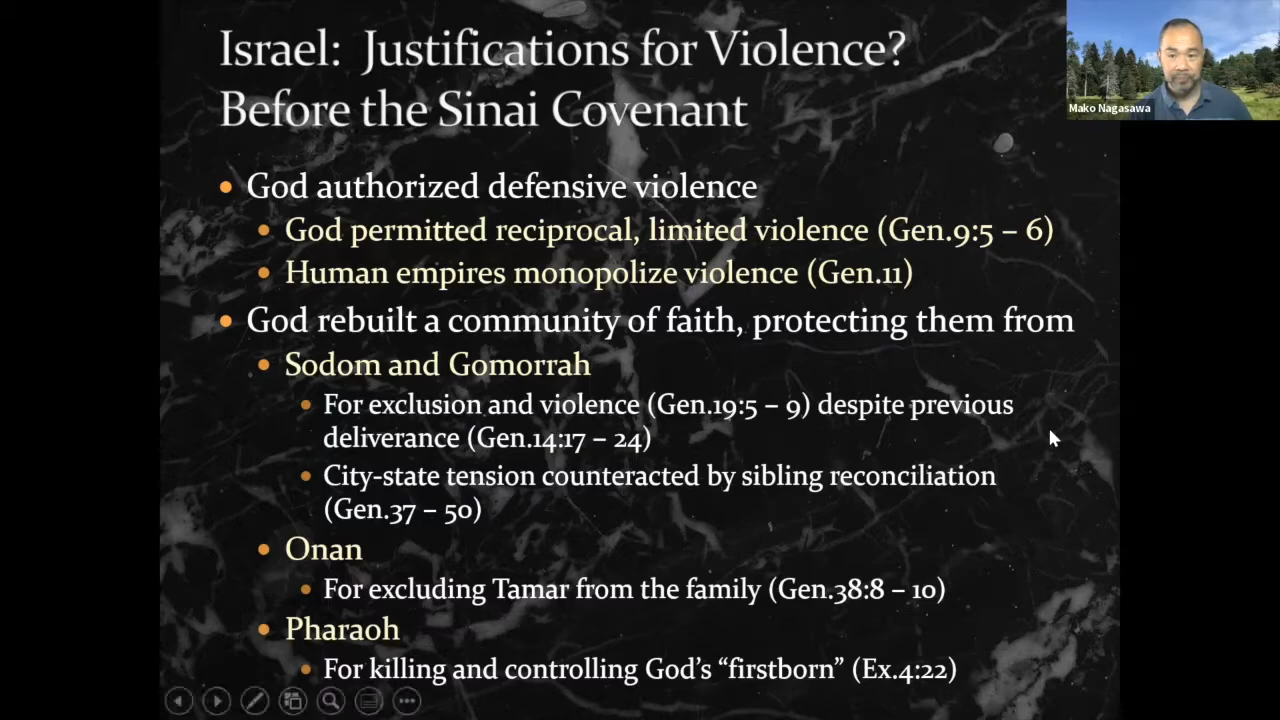 Israel: Justifications for Violence?
Before the Sinai Covenant
Mako Nagasawa
• God authorized defensive violence
• God permitted reciprocal, limited violence (Gen.9:5 – 6)
• Human empires monopolize violence (Gen.11)
• God rebuilt a community of faith, protecting them from
• Sodom and Gomorrah
• For exclusion and violence (Gen.19:5 – 9) despite previous
deliverance (Gen.14:17 – 24)
• City-state tension counteracted by sibling reconciliation
(Gen.37 – 50)
• Onan
• For excluding Tamar from the family (Gen.38:8 – 10)
• Pharaoh
• For killing and controlling God’s “firstborn” (Ex.4:22)